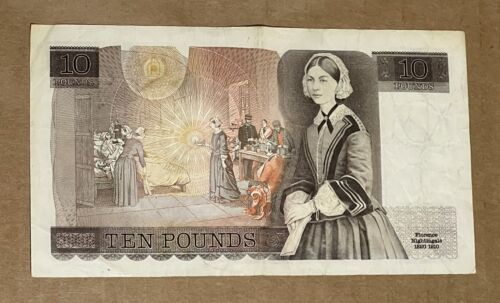 10
POUNDS
10
POUNDS
TEN POUNDS
Florence
Nightingale
1820 1910